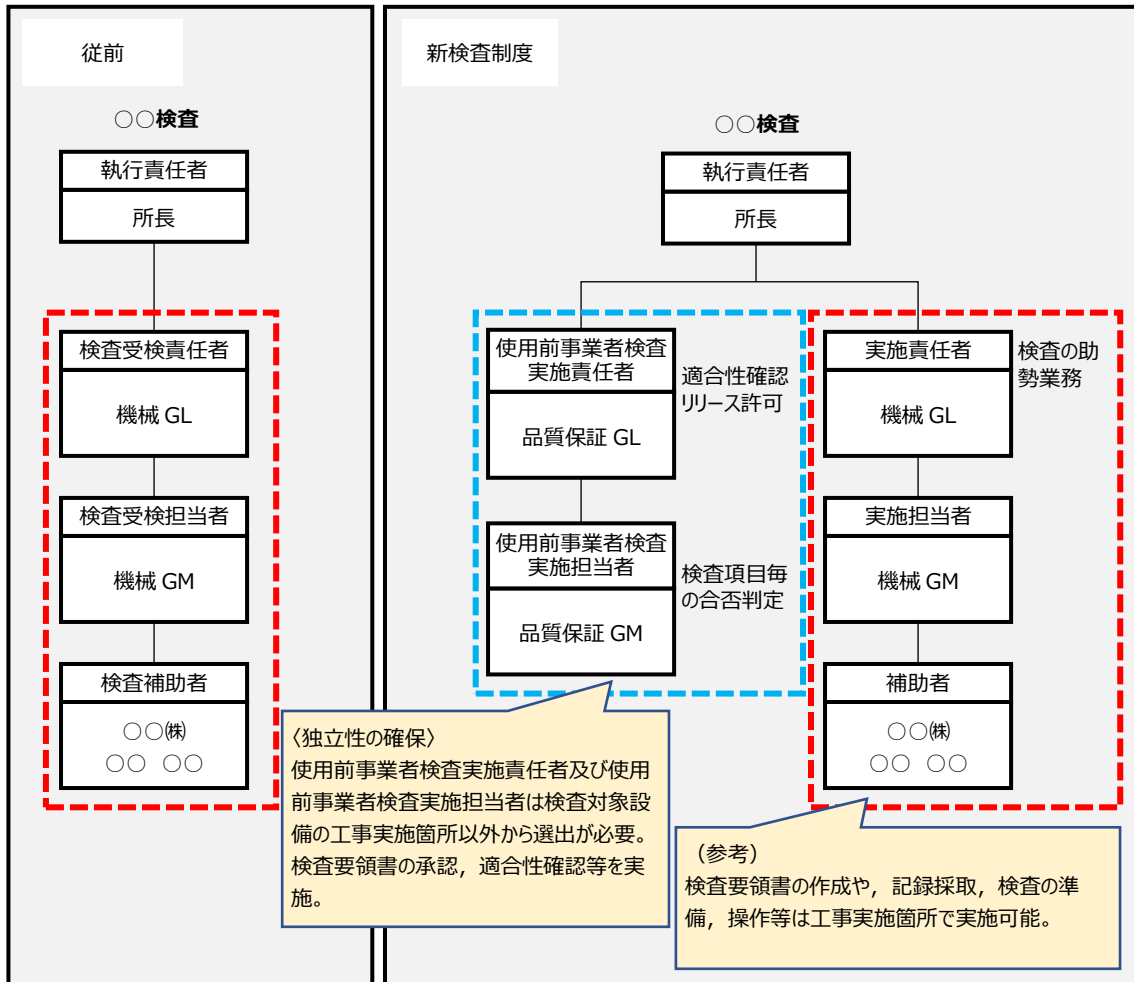 従前
○○検査
執行責任者
所長
検査受検責任者
機械 GL
検査受検担当者
機械 GM
検査補助者
○○㈱
○○ ○○
新検査制度
○○検査
執行責任者
所長
使用前事業者検査
実施責任者
品質保証 GL
適合性確認
リリース許可
使用前事業者検査
実施担当者
品質保証 GM
検査項目毎
の合否判定
実施責任者
機械 GL
検査の助
勢業務
実施担当者
機械 GM
補助者
○○㈱
○○ ○○
〈独立性の確保〉
使用前事業者検査実施責任者及び使用
前事業者検査実施担当者は検査対象設
備の工事実施箇所以外から選出が必要。
検査要領書の承認，適合性確認等を実
施。
（参考）
検査要領書の作成や，記録採取，検査の準
備，操作等は工事実施箇所で実施可能。